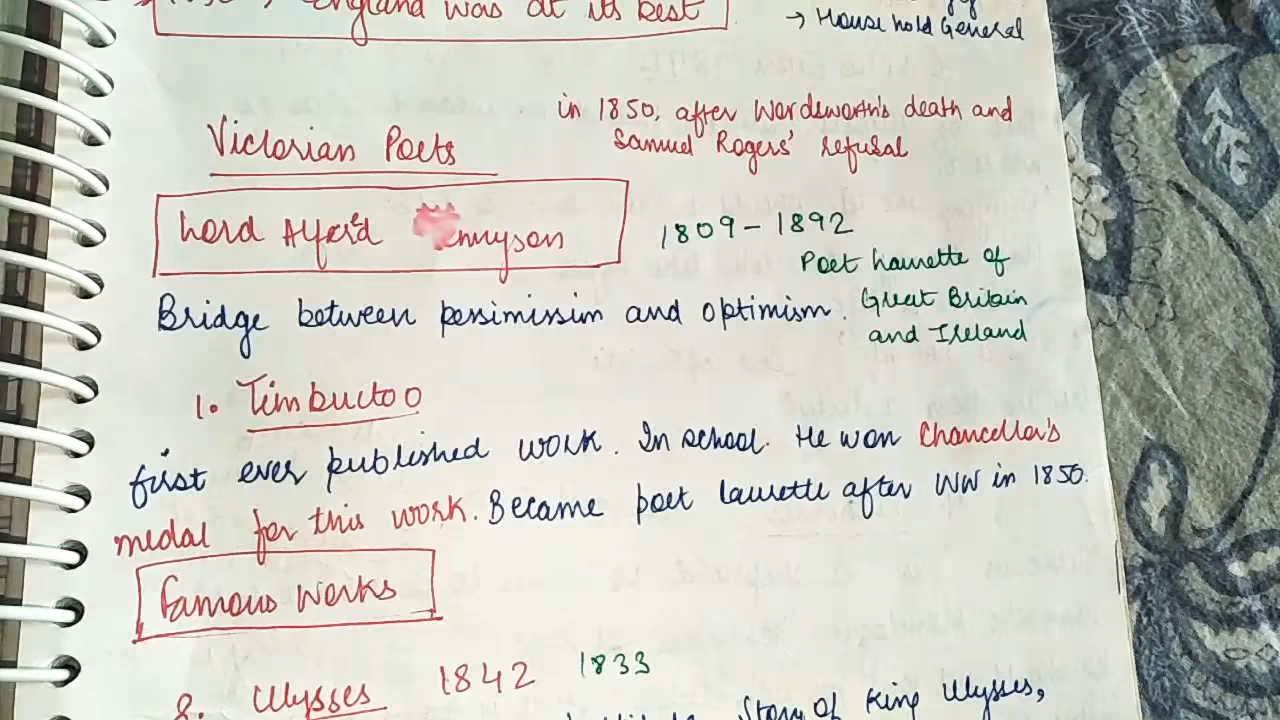 England was at its best
→ House hold General
in 1850, after Wordsworth's death and
Samuel Rogers' refusal
Victorian Poets
Lord Alfred Tennyson
1809 - 1892
Poet Laurette of
Great Britain
and Ireland
Bridge between pessimissim and optimism.
1. Timbuctoo
first ever published work. In school. He won Chancellor's
medal for this work. Became poet laurette after WW in 1850.
Famous Works
8. Ulysses 1842 1833
Story of King Ulysses,